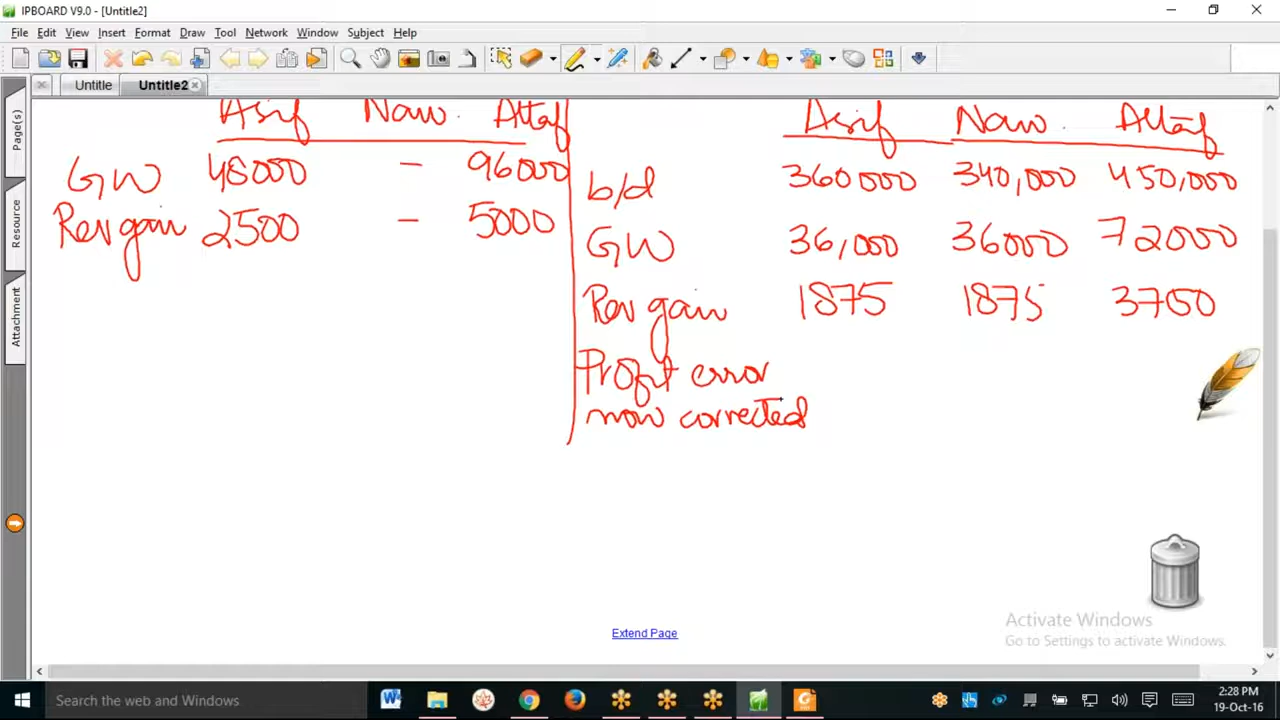 IPBOARD V9.0 - [Untitle2]
File Edit View Insert Format Draw Tool Network Window Subject Help
Untitle Untitle2
Page(s)
Resource
Attachment
Asif Naw. Altaf
GW 48000 - 96000
Rev gain 2500 - 5000
Asif Naw. Altaf
b/d 360000 340,000 450,000
GW 36,000 36000 72000
Rev gain 1875 1875 3750
Profit error
now corrected
Extend Page
Activate Windows
Go to Settings to activate Windows.
Search the web and Windows
2:28 PM
19-Oct-16